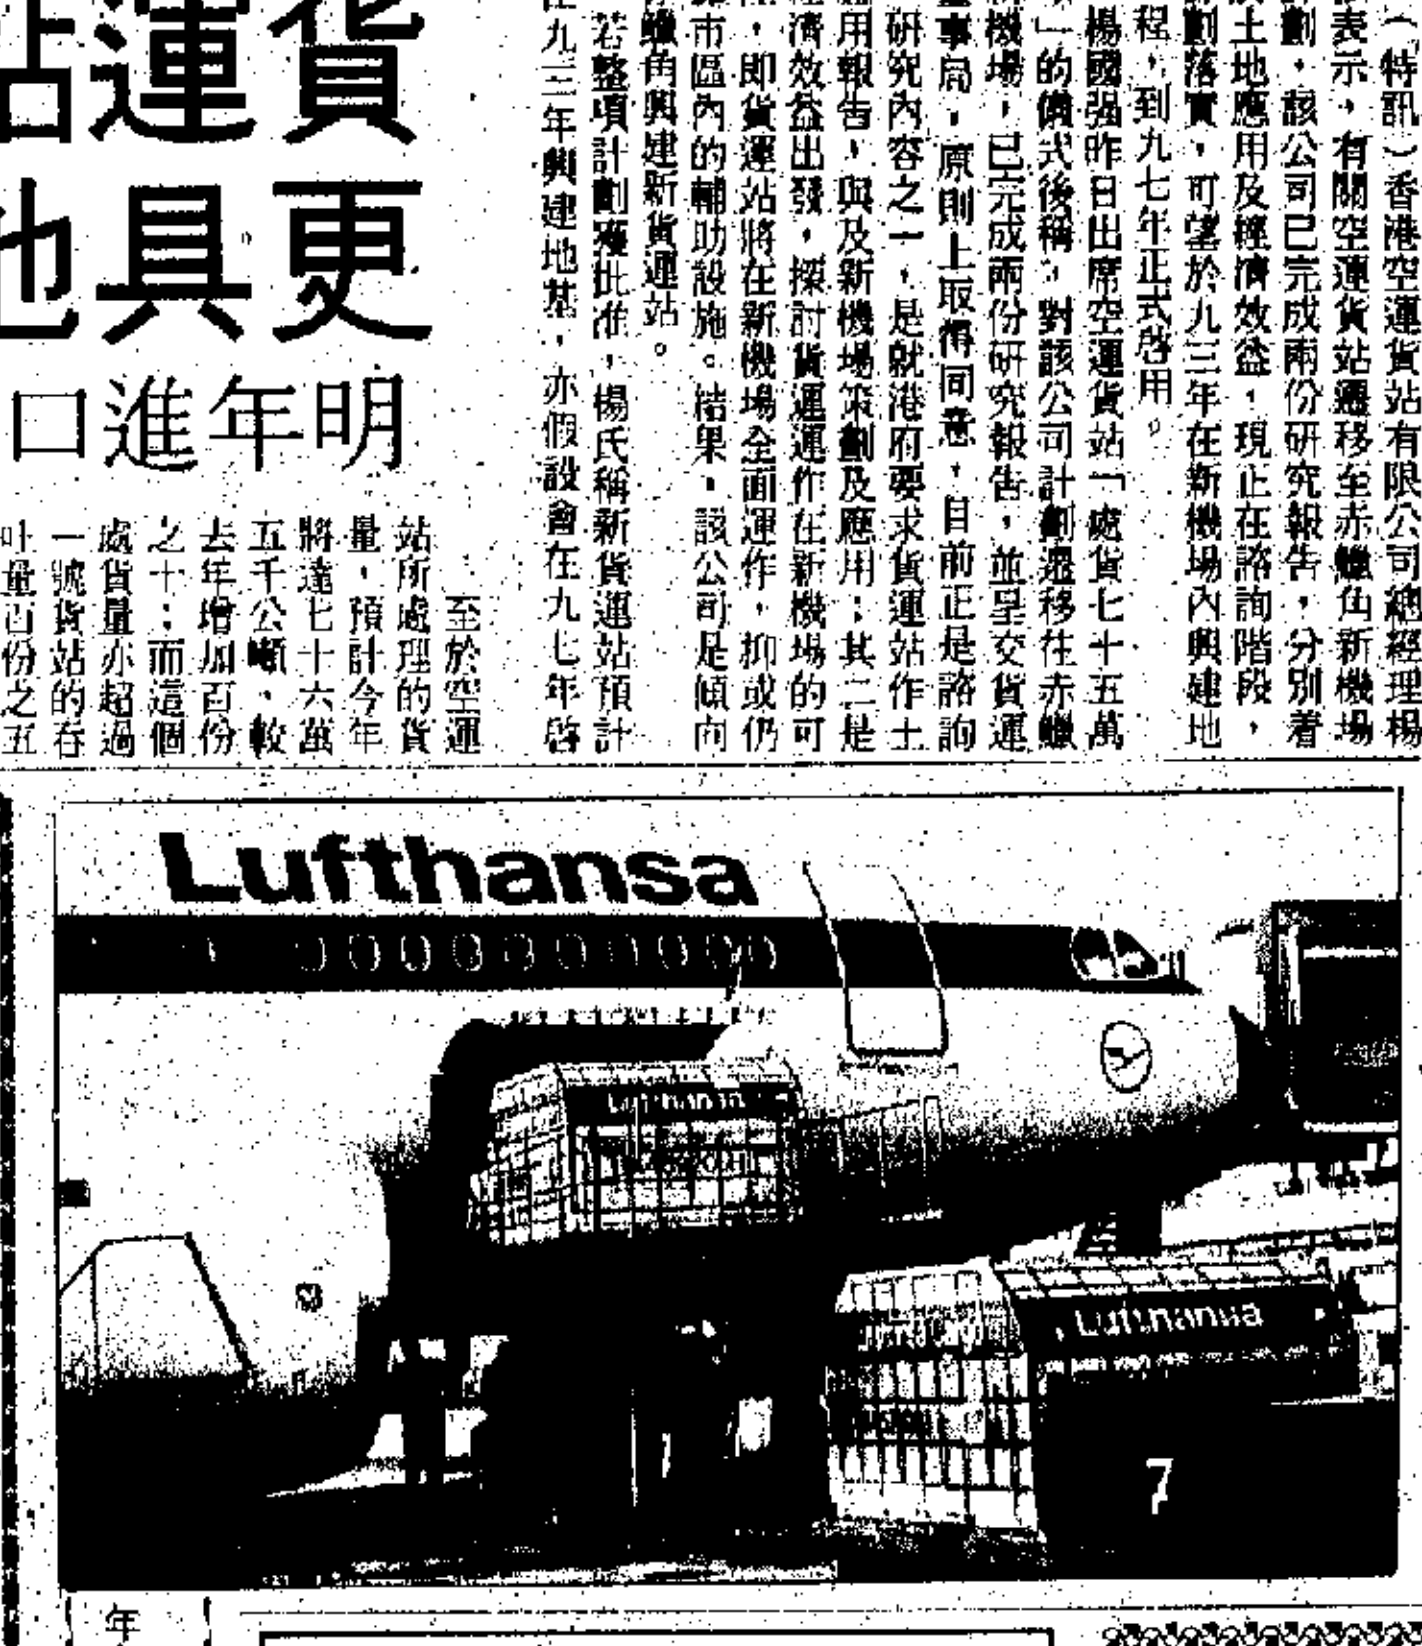 貨運站
更具
明年進口
（特訊）香港空運貨站有限公司總經理楊
表示，有關空運貨站遷移至赤鱲角新機場
劃，該公司已完成兩份研究報告，分別着
土地應用及經濟效益，現正在諮詢階段，
劃落實，可望於九三年在新機場內興建地
程，到九七年正式啓用。
楊國强昨日出席空運貨站「處貨七十五萬
」的儀式後稱，對該公司計劃遷移往赤鱲
機場，已完成兩份研究報告，並呈交貨運
事局，原則上取得同意，目前正是諮詢
研究內容之一，是就港府要求貨運站作土
用報告，與及新機場策劃及應用；其二是
濟效益出發，探討貨運運作在新機場的可
，即貨運站將在新機場全面運作，抑或仍
市區內的輔助設施。結果，該公司是傾向
鱲角興建新貨運站。
若整項計劃獲批准，楊氏稱新貨運站預計
九三年興建地基，亦假設會在九七年啓
至於空運
站所處理的貨
量，預計今年
將達七十六萬
五千公噸，較
去年增加百份
之十；而這個
處貨量亦超過
一號貨站的吞
吐量百份之五
Lufthansa
Lufthansa
Lufthansa
7
年